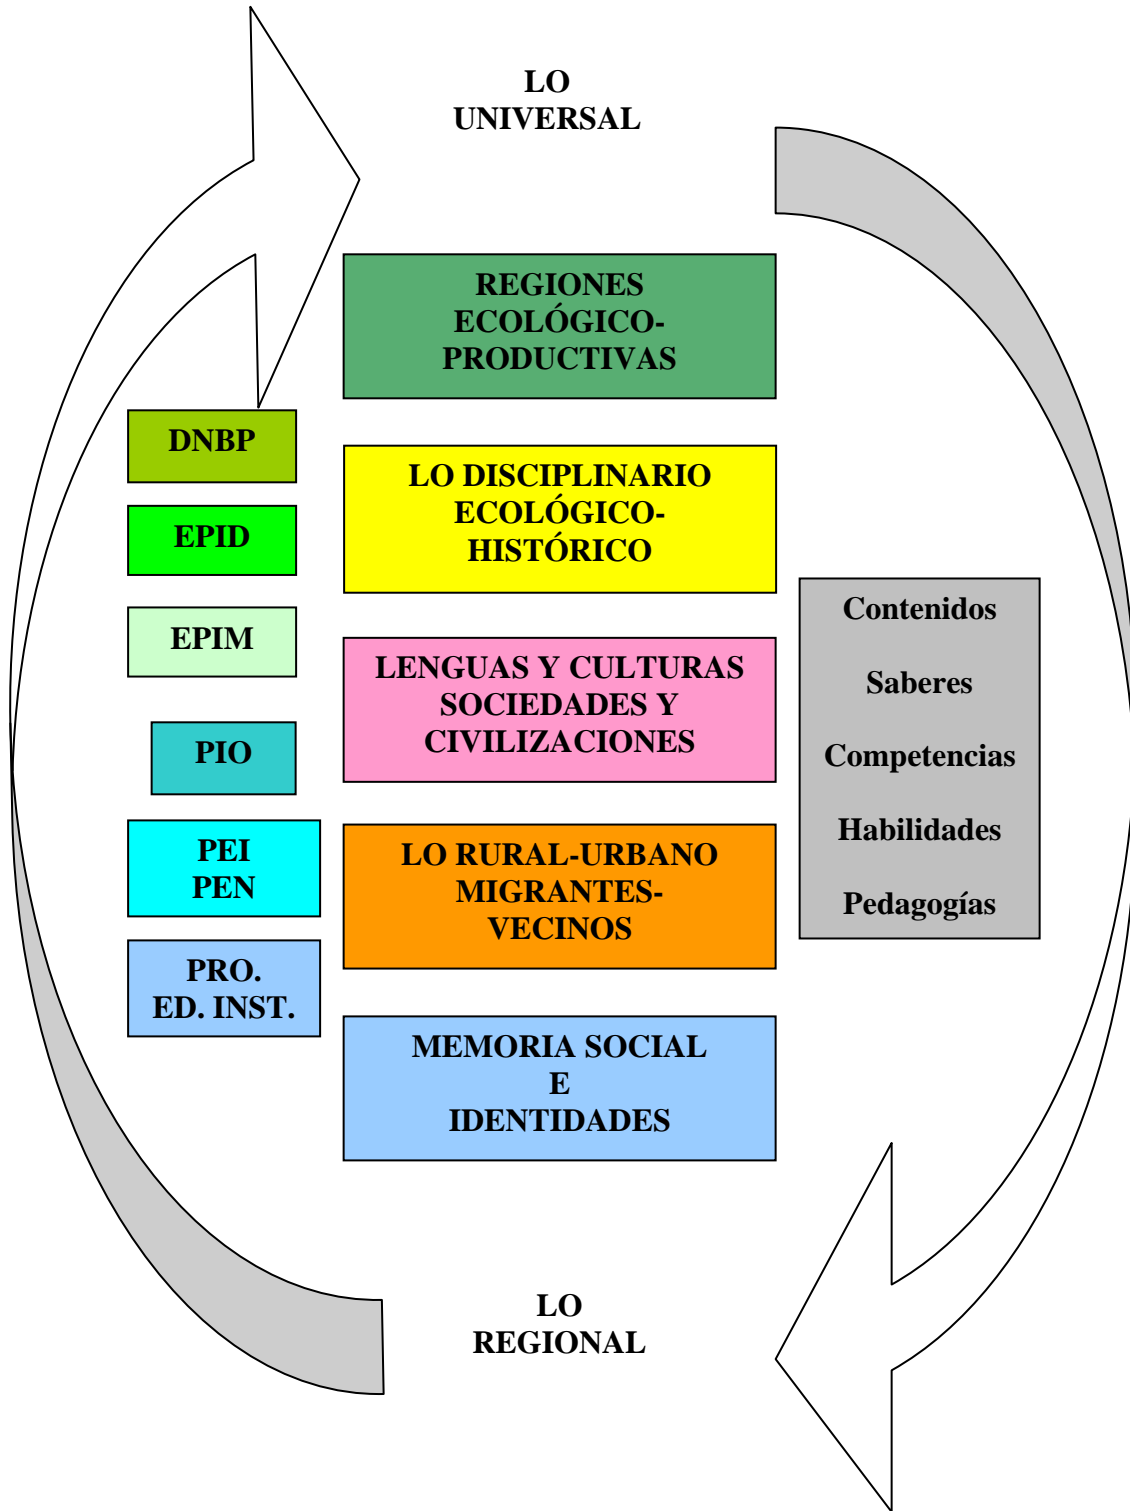 LO
UNIVERSAL
REGIONES
ECOLÓGICO-
PRODUCTIVAS
DNBP
EPID
EPIM
PIO
PEI
PEN
PRO.
ED. INST.
LO DISCIPLINARIO
ECOLÓGICO-
HISTÓRICO
LENGUAS Y CULTURAS
SOCIEDADES Y
CIVILIZACIONES
LO RURAL-URBANO
MIGRANTES-
VECINOS
MEMORIA SOCIAL
E
IDENTIDADES
Contenidos
Saberes
Competencias
Habilidades
Pedagogías
LO
REGIONAL